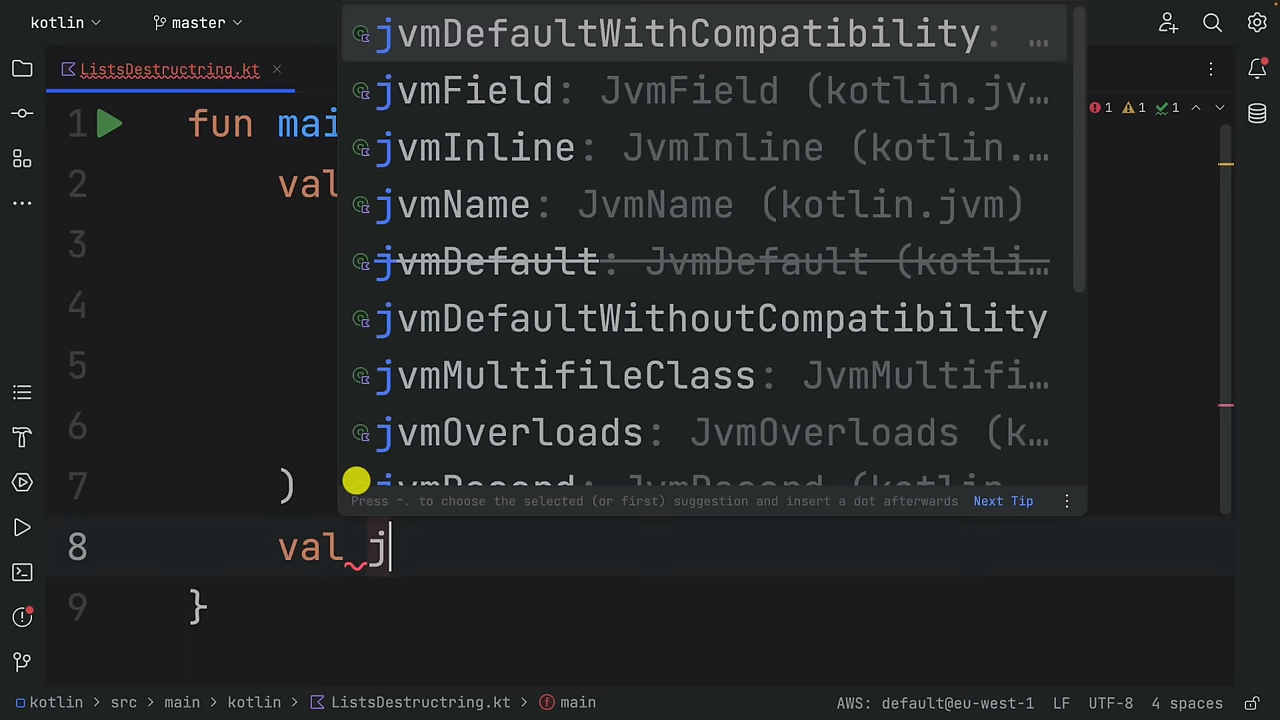 kotlin
master
ListsDestructring.kt
1 fun mai
2 val
3
4
5
6
7 )
8 val j
9 }
jvmDefaultWithCompatibility: …
jvmField: JvmField (kotlin.jv…
jvmInline: JvmInline (kotlin.…
jvmName: JvmName (kotlin.jvm)
jvmDefault: JvmDefault (kotli…
jvmDefaultWithoutCompatibility
jvmMultifileClass: JvmMultifi…
jvmOverloads: JvmOverloads (k…
jvmRecord: JvmRecord (kotlin
Press ^. to choose the selected (or first) suggestion and insert a dot afterwards Next Tip
1 1 1
kotlin > src > main > kotlin > ListsDestructring.kt > main
AWS: default@eu-west-1 LF UTF-8 4 spaces